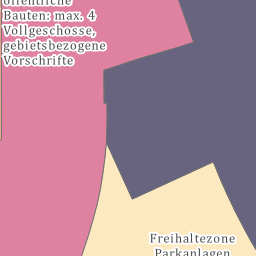 öffentliche
Bauten: max. 4
Vollgeschosse,
gebietsbezogene
Vorschrifte
Freihaltezone
Parkanlagen